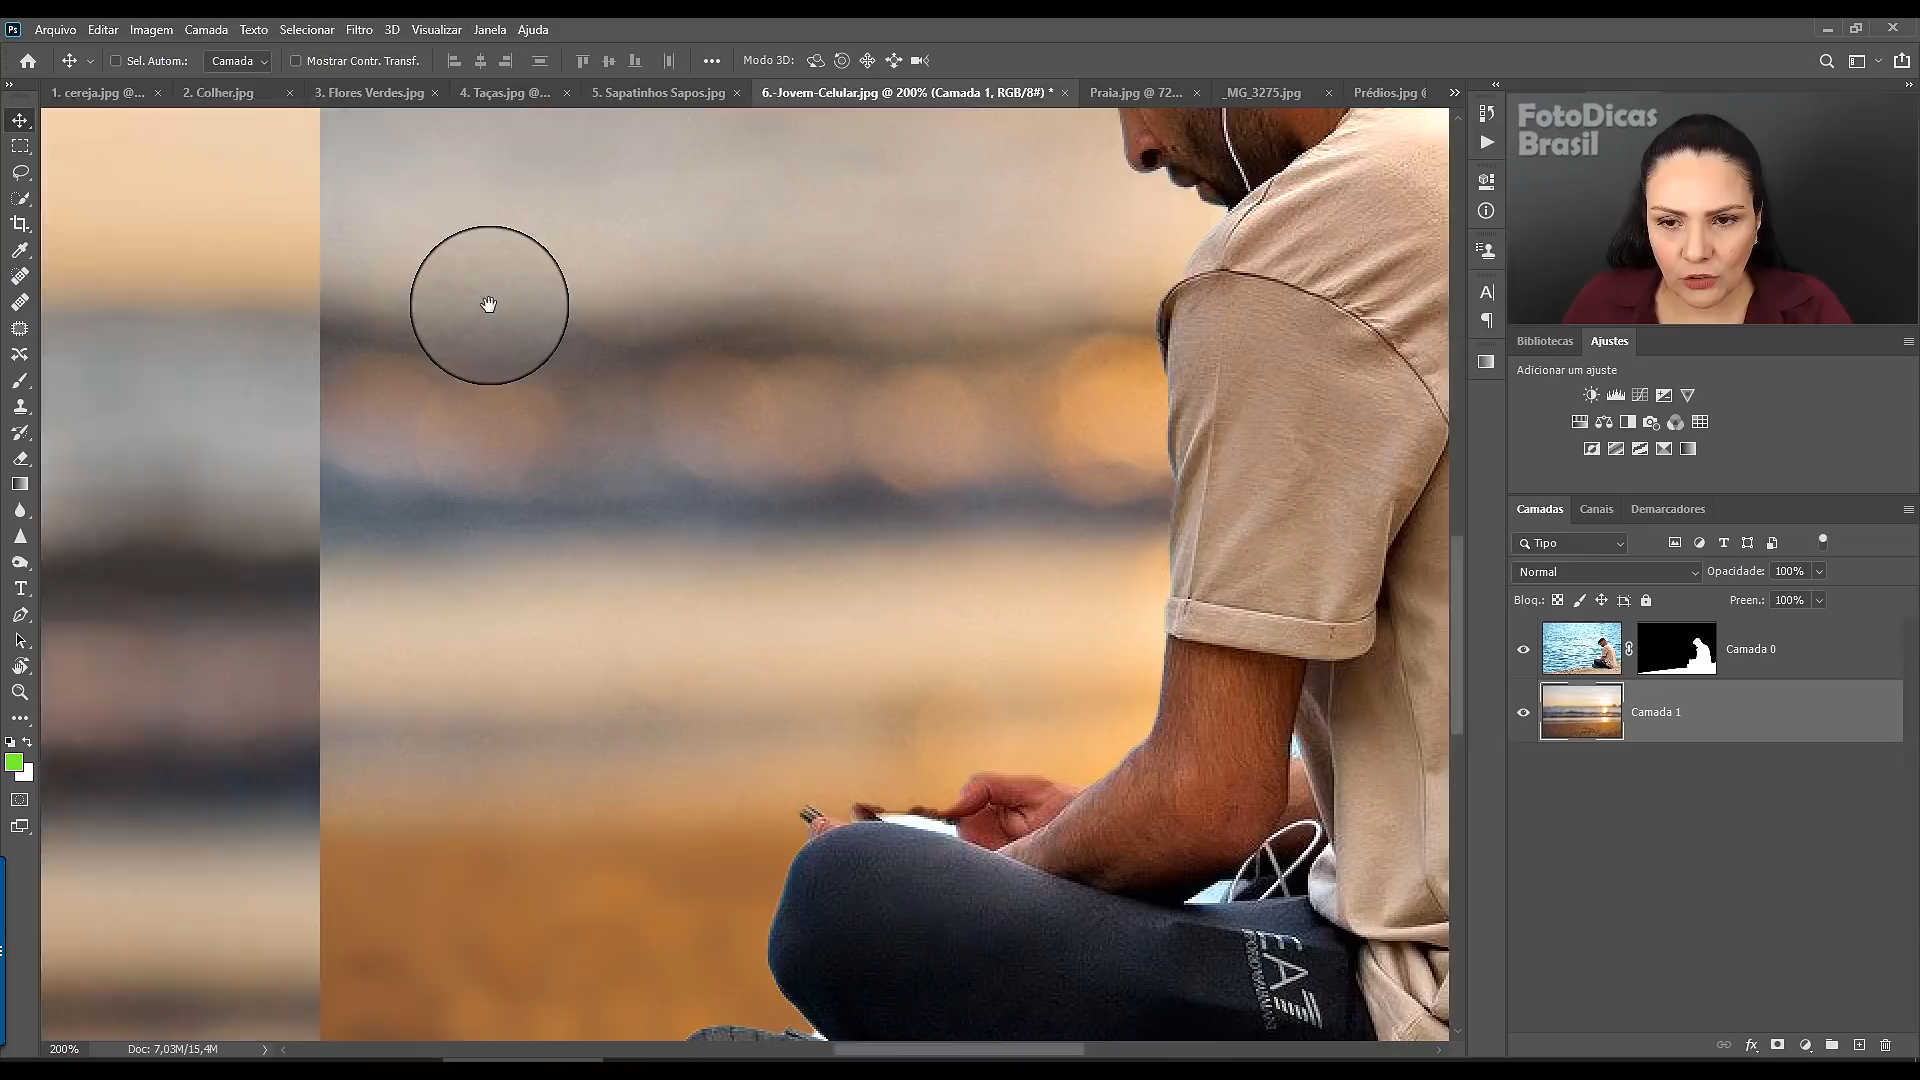 Ps Arquivo Editar Imagem Camada Texto Selecionar Filtro 3D Visualizar Janela Ajuda
Sel. Autom.: Camada Mostrar Contr. Transf. Modo 3D:
1. cereja.jpg @... 2. Colher.jpg 3. Flores Verdes.jpg 4. Taças.jpg @... 5. Sapatinhos Sapos.jpg 6.-Jovem-Celular.jpg @ 200% (Camada 1, RGB/8#) * Praia.jpg @ 72... _MG_3275.jpg Prédios.jpg @
FotoDicas
Brasil
Bibliotecas Ajustes
Adicionar um ajuste
Camadas Canais Demarcadores
Tipo
Normal Opacidade: 100%
Bloq.: Preen.: 100%
Camada 0
Camada 1
EA7
200% Doc: 7,03M/15,4M